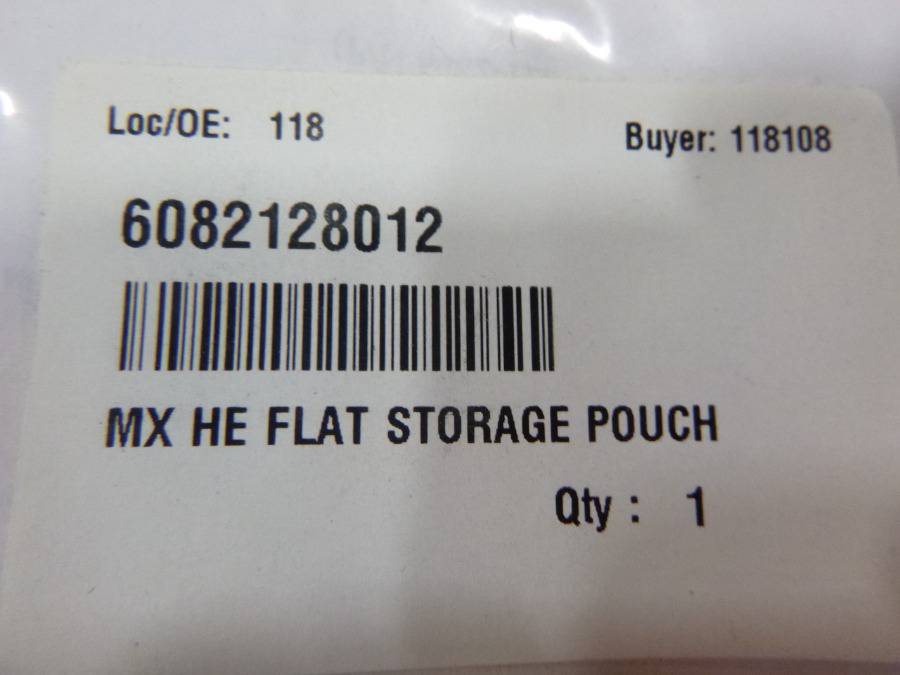 Loc/OE: 118
Buyer: 118108
6082128012
MX HE FLAT STORAGE POUCH
Qty : 1